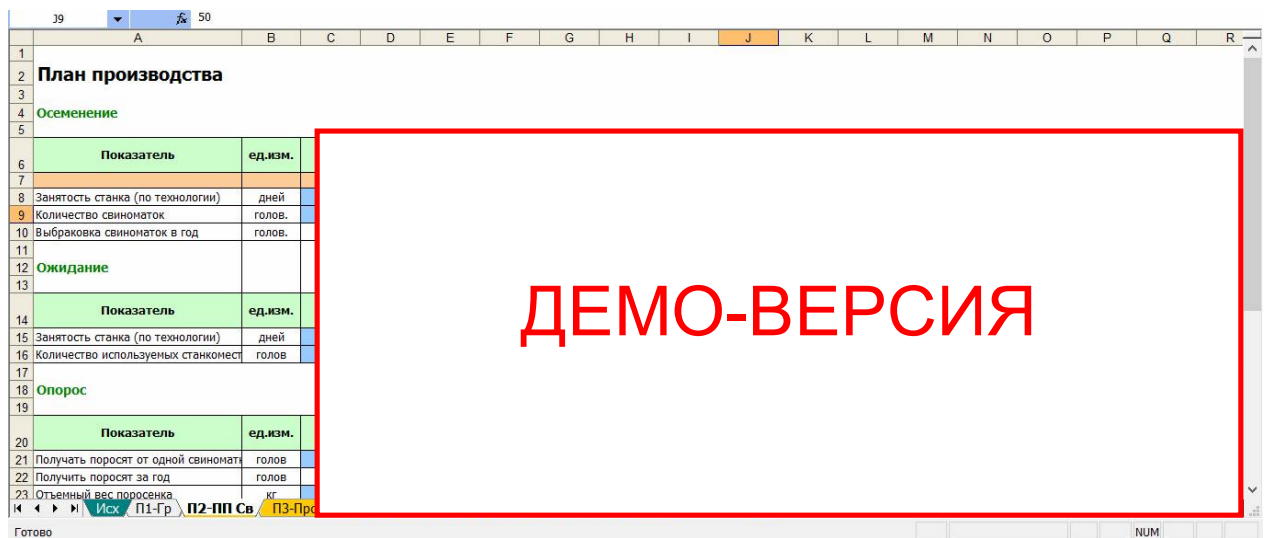 J9 fx 50
A B C D E F G H I J K L M N O P Q R
1
2 План производства
3
4 Осеменение
5
6 Показатель ед.изм.
7
8 Занятость станка (по технологии) дней
9 Количество свиноматок голов.
10 Выбраковка свиноматок в год голов.
11
12 Ожидание
13
14 Показатель ед.изм.
15 Занятость станка (по технологии) дней
16 Количество используемых станкомест голов
17
18 Опорос
19
20 Показатель ед.изм.
21 Получать поросят от одной свиномат голов
22 Получить поросят за год голов
23 Отъемный вес поросенка кг
ДЕМО-ВЕРСИЯ
Исх П1-Гр П2-ПП Св П3-Про
Готово NUM